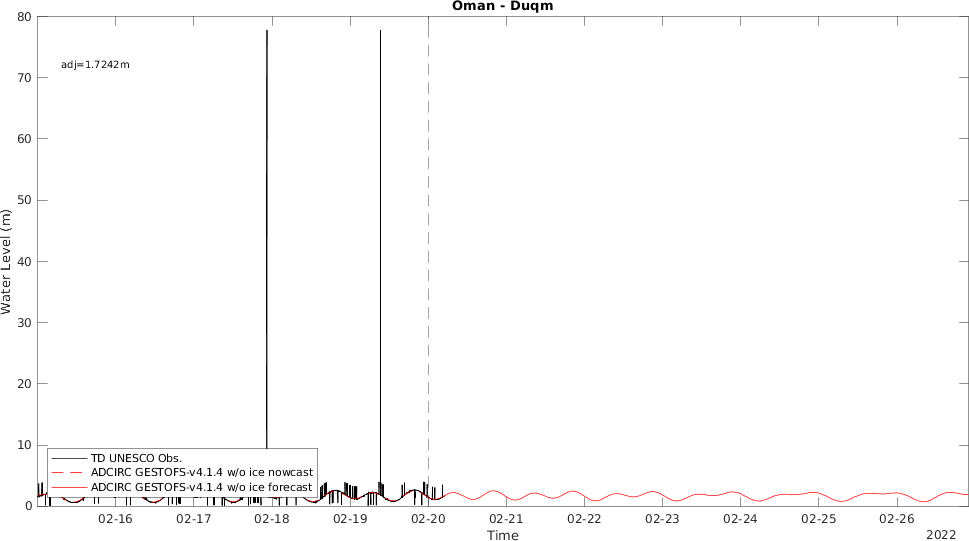 Oman - Duqm
80
70
60
50
40
30
20
10
0
Water Level (m)
adj=1.7242m
TD UNESCO Obs.
ADCIRC GESTOFS-v4.1.4 w/o ice nowcast
ADCIRC GESTOFS-v4.1.4 w/o ice forecast
02-16 02-17 02-18 02-19 02-20 02-21 02-22 02-23 02-24 02-25 02-26
Time
2022